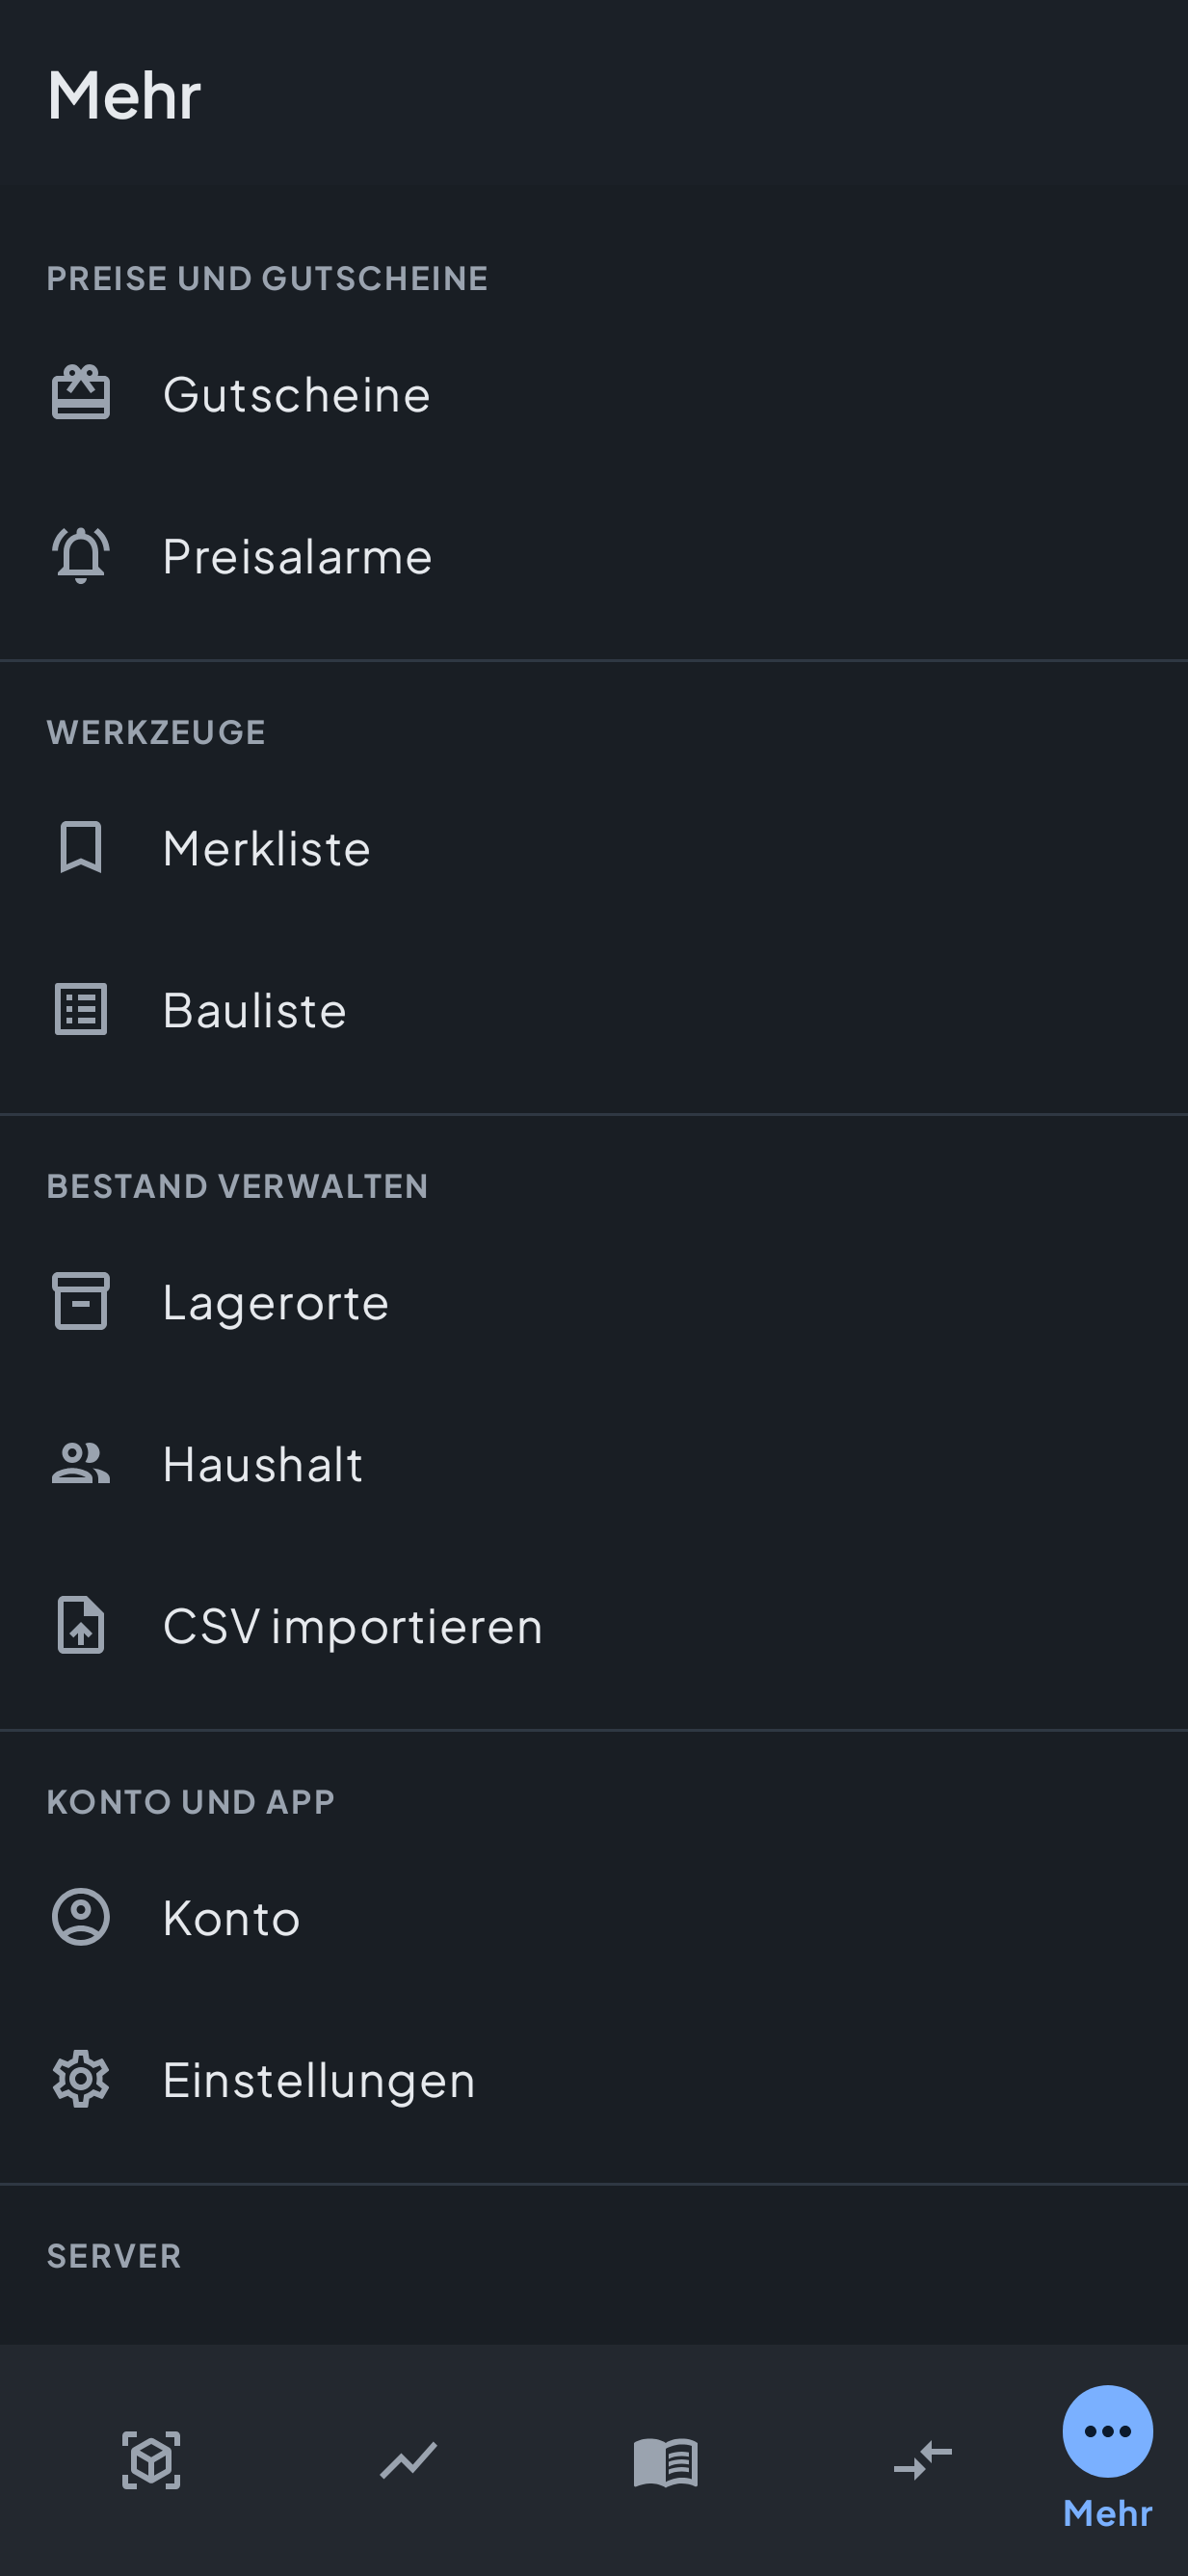 Mehr
PREISE UND GUTSCHEINE
Gutscheine
Preisalarme
WERKZEUGE
Merkliste
Bauliste
BESTAND VERWALTEN
Lagerorte
Haushalt
CSV importieren
KONTO UND APP
Konto
Einstellungen
SERVER
Mehr